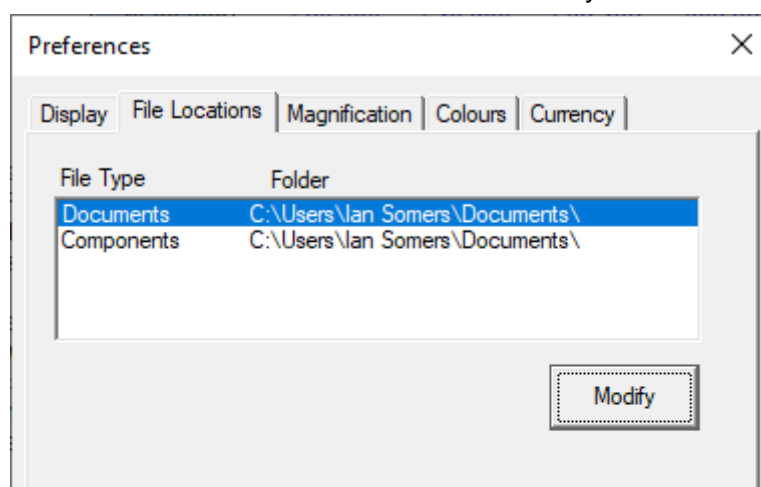 Preferences
Display File Locations Magnification Colours Currency
File Type Folder
Documents C:\Users\Ian Somers\Documents\
Components C:\Users\Ian Somers\Documents\
Modify